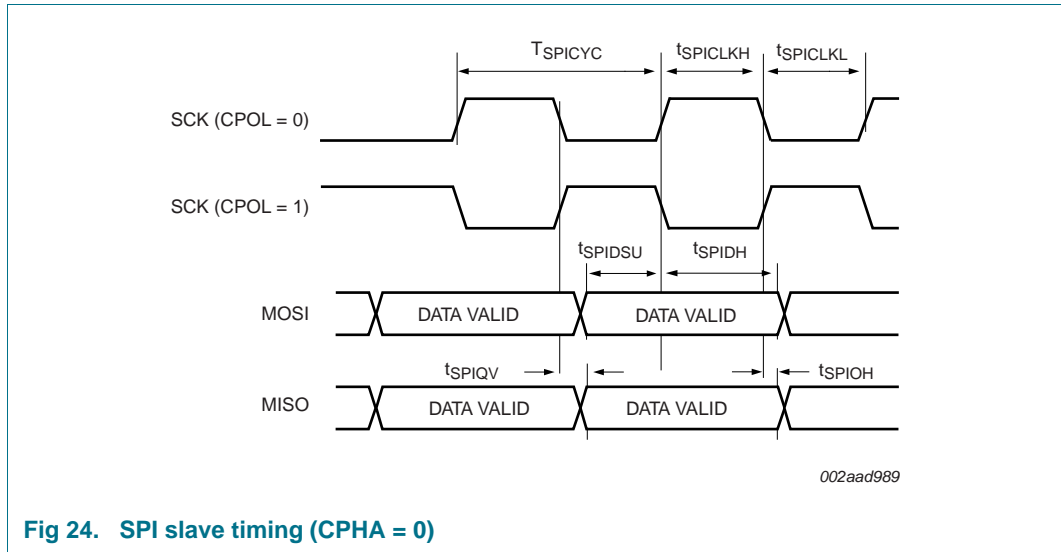 TSPICYC tSPICLKH tSPICLKL
SCK (CPOL = 0)
SCK (CPOL = 1)
tSPIDSU tSPIDH
MOSI DATA VALID DATA VALID
tSPIQV tSPIOH
MISO DATA VALID DATA VALID
002aad989
Fig 24. SPI slave timing (CPHA = 0)